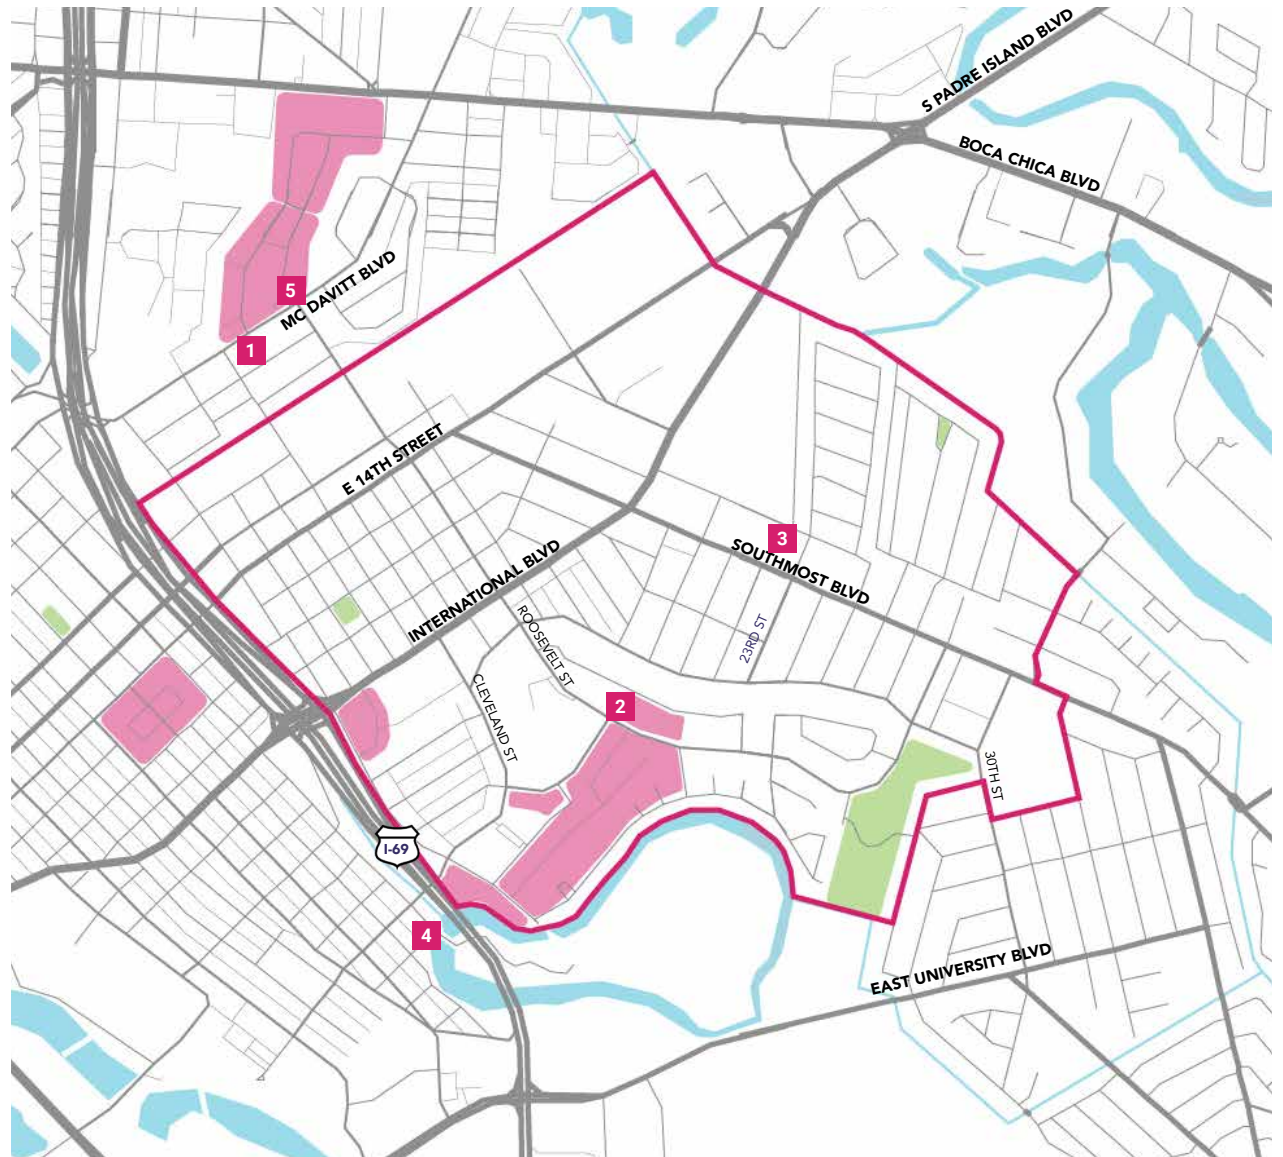 S PADRE ISLAND BLVD
BOCA CHICA BLVD
5
MC DAVITT BLVD
1
E 14TH STREET
3
SOUTHMOST BLVD
INTERNATIONAL BLVD
ROOSEVELT ST
23RD ST
CLEVELAND ST
2
30TH ST
I-69
4
EAST UNIVERSITY BLVD